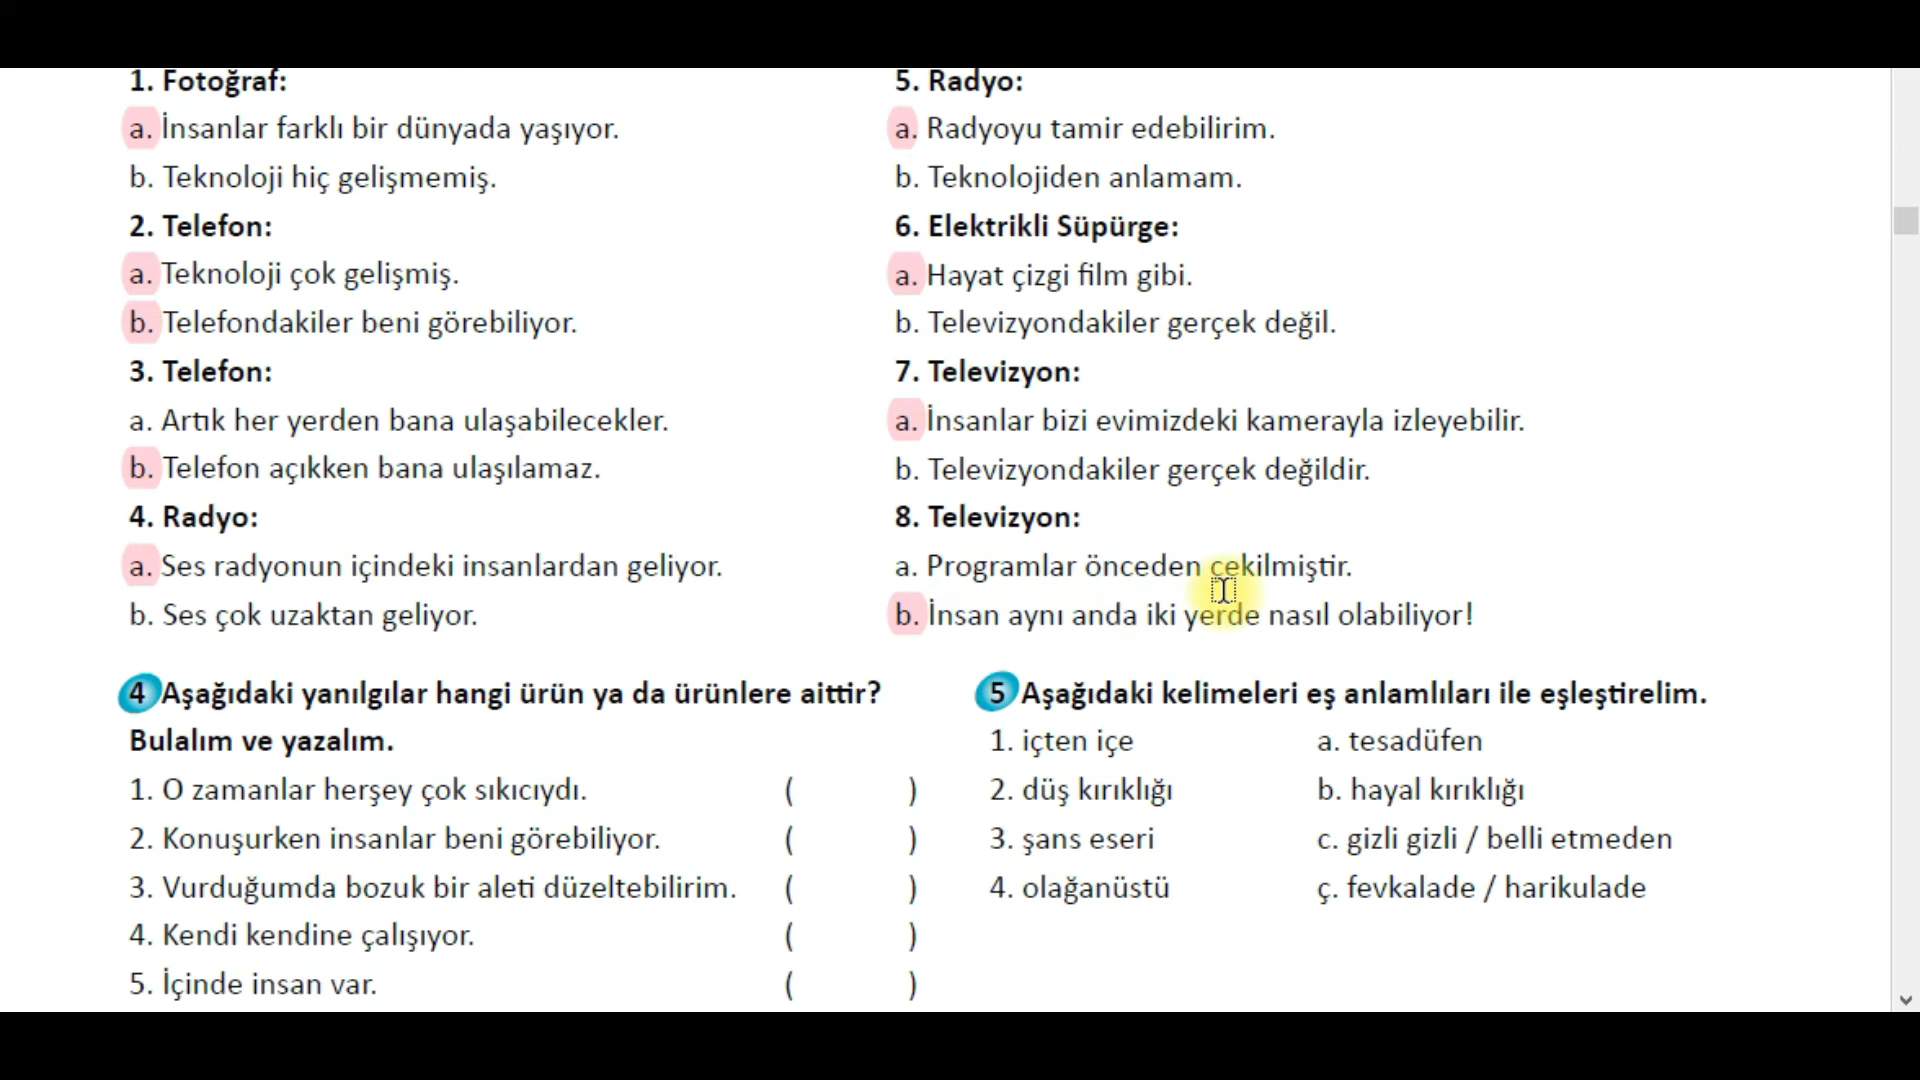 1. Fotoğraf:
a. İnsanlar farklı bir dünyada yaşıyor.
b. Teknoloji hiç gelişmemiş.
2. Telefon:
a. Teknoloji çok gelişmiş.
b. Telefondakiler beni görebiliyor.
3. Telefon:
a. Artık her yerden bana ulaşabilecekler.
b. Telefon açıkken bana ulaşılamaz.
4. Radyo:
a. Ses radyonun içindeki insanlardan geliyor.
b. Ses çok uzaktan geliyor.
5. Radyo:
a. Radyoyu tamir edebilirim.
b. Teknolojiden anlamam.
6. Elektrikli Süpürge:
a. Hayat çizgi film gibi.
b. Televizyondakiler gerçek değil.
7. Televizyon:
a. İnsanlar bizi evimizdeki kamerayla izleyebilir.
b. Televizyondakiler gerçek değildir.
8. Televizyon:
a. Programlar önceden çekilmiştir.
b. İnsan aynı anda iki yerde nasıl olabiliyor!
4 Aşağıdaki yanılgılar hangi ürün ya da ürünlere aittir?
Bulalım ve yazalım.
1. O zamanlar herşey çok sıkıcıydı. ( )
2. Konuşurken insanlar beni görebiliyor. ( )
3. Vurduğumda bozuk bir aleti düzeltebilirim. ( )
4. Kendi kendine çalışıyor. ( )
5. İçinde insan var. ( )
5 Aşağıdaki kelimeleri eş anlamlıları ile eşleştirelim.
1. içten içe a. tesadüfen
2. düş kırıklığı b. hayal kırıklığı
3. şans eseri c. gizli gizli / belli etmeden
4. olağanüstü ç. fevkalade / harikulade